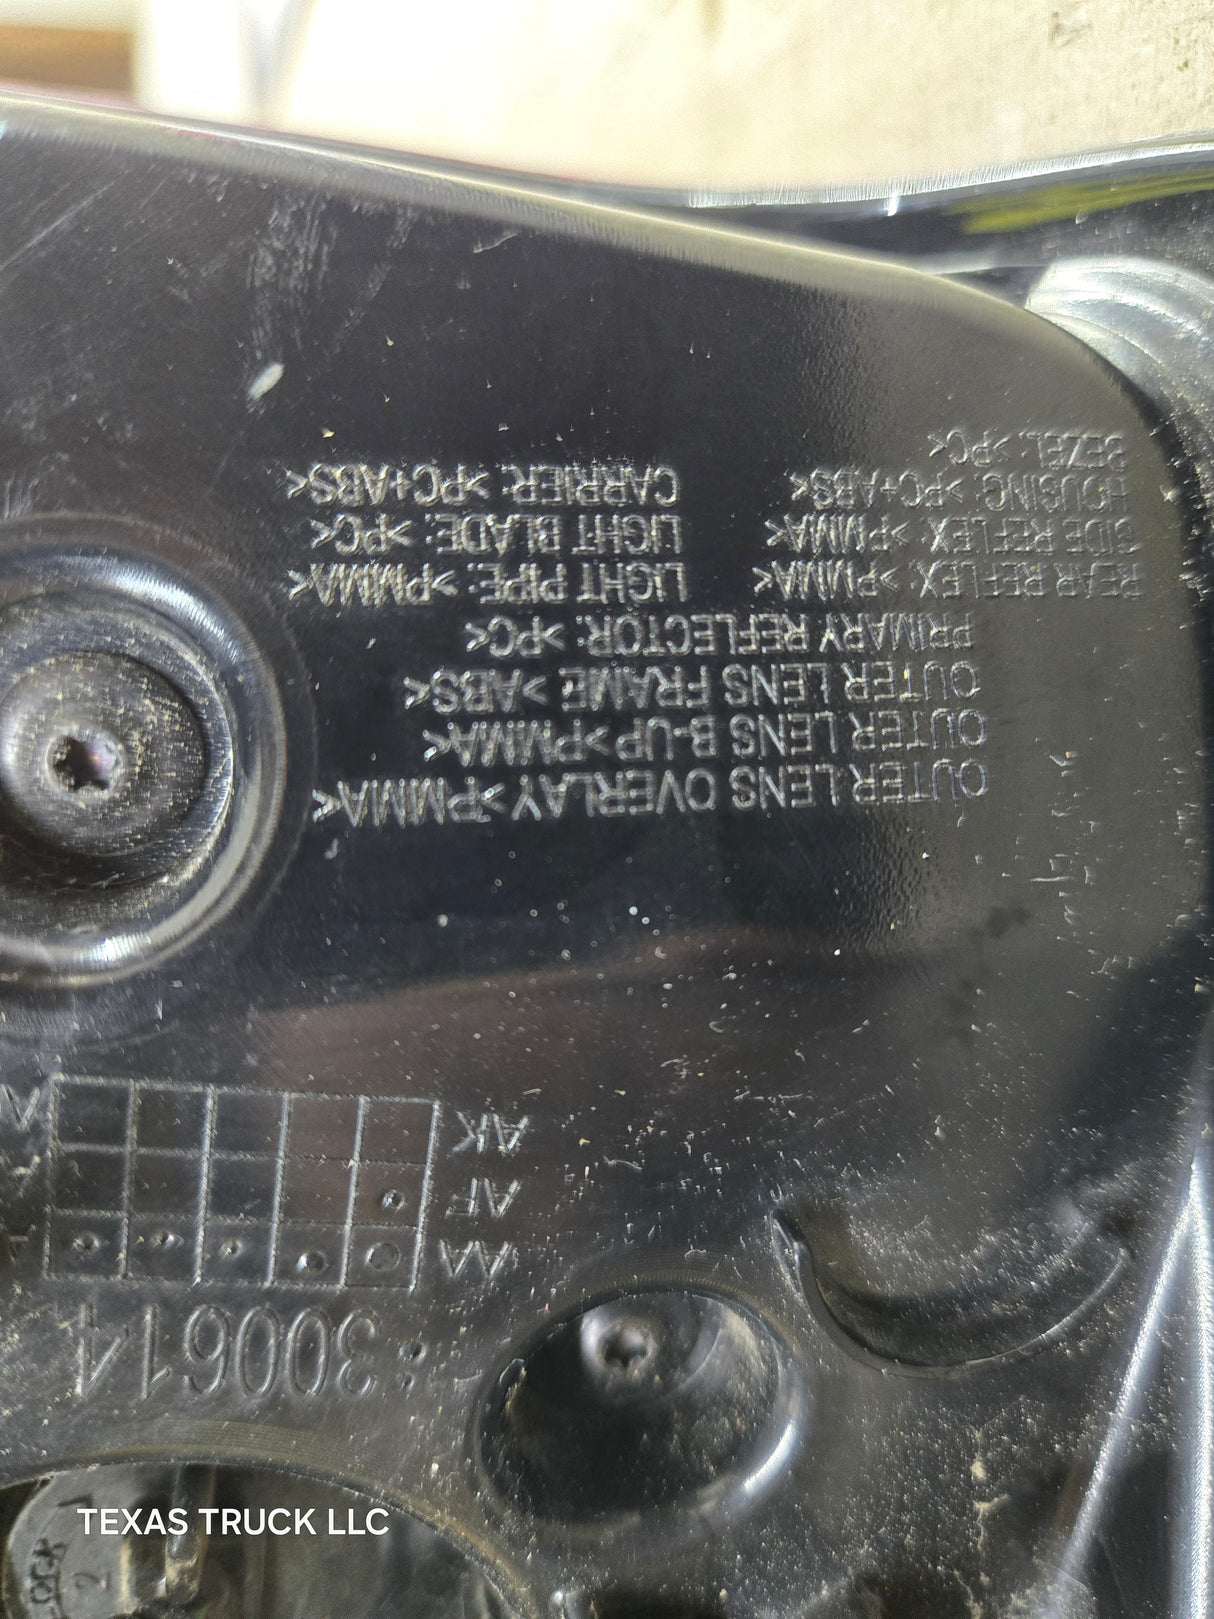 : 300614
AA
AF
AK
OUTER LENS OVERLAY >PMMA<
OUTER LENS B-UP >PMMA<
OUTER LENS FRAME >ABS<
PRIMARY REFLECTOR: >PC<
REAR REFLEX: >PMMA< LIGHT PIPE: >PMMA<
SIDE REFLEX: >PMMA< LIGHT BLADE: >PC<
HOUSING: >PC+ABS< CARRIER: >PC+ABS<
BEZEL: >PC<
2
TEXAS TRUCK LLC